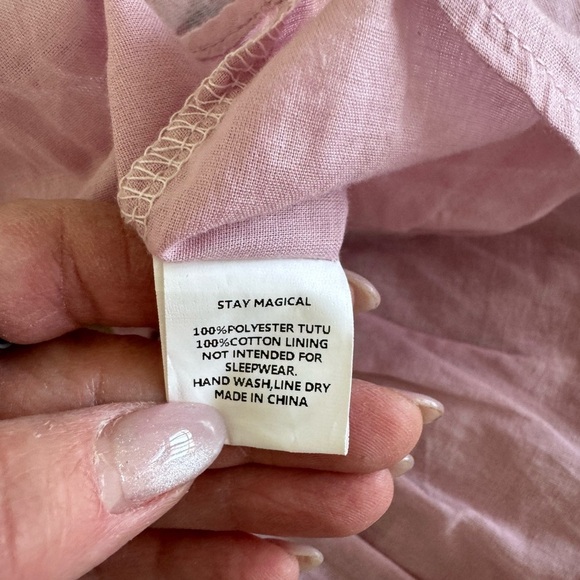 STAY MAGICAL
100%POLYESTER TUTU
100%COTTON LINING
NOT INTENDED FOR
SLEEPWEAR.
HAND WASH,LINE DRY
MADE IN CHINA